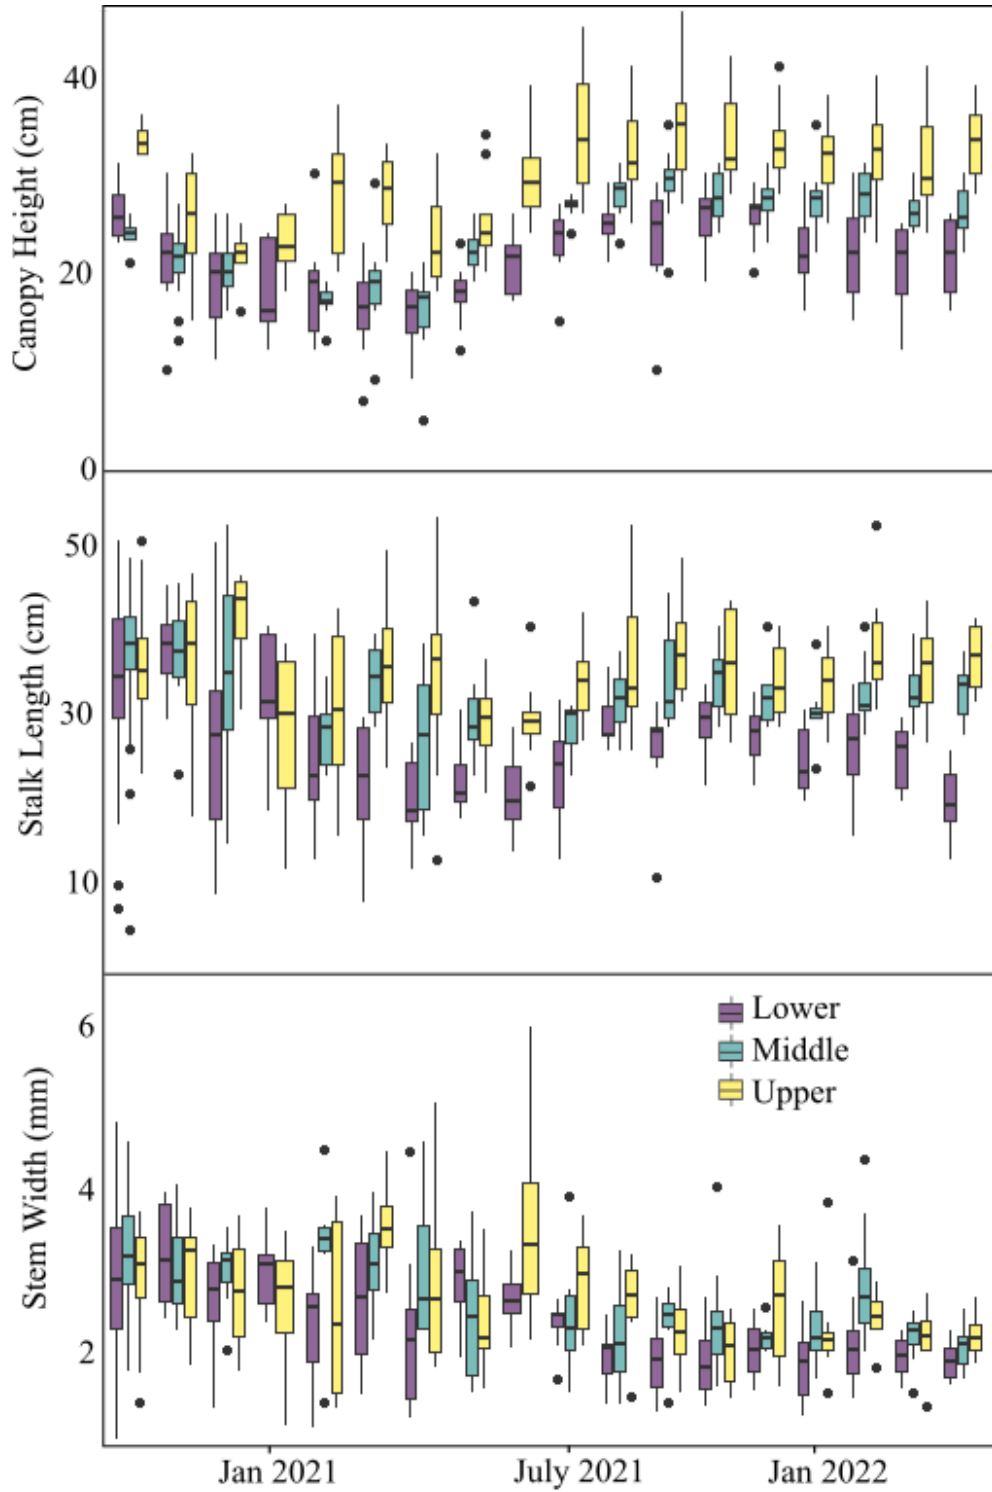 Canopy Height (cm)
40
20
0
Stalk Length (cm)
50
30
10
Stem Width (mm)
6
4
2
Lower
Middle
Upper
Jan 2021
July 2021
Jan 2022